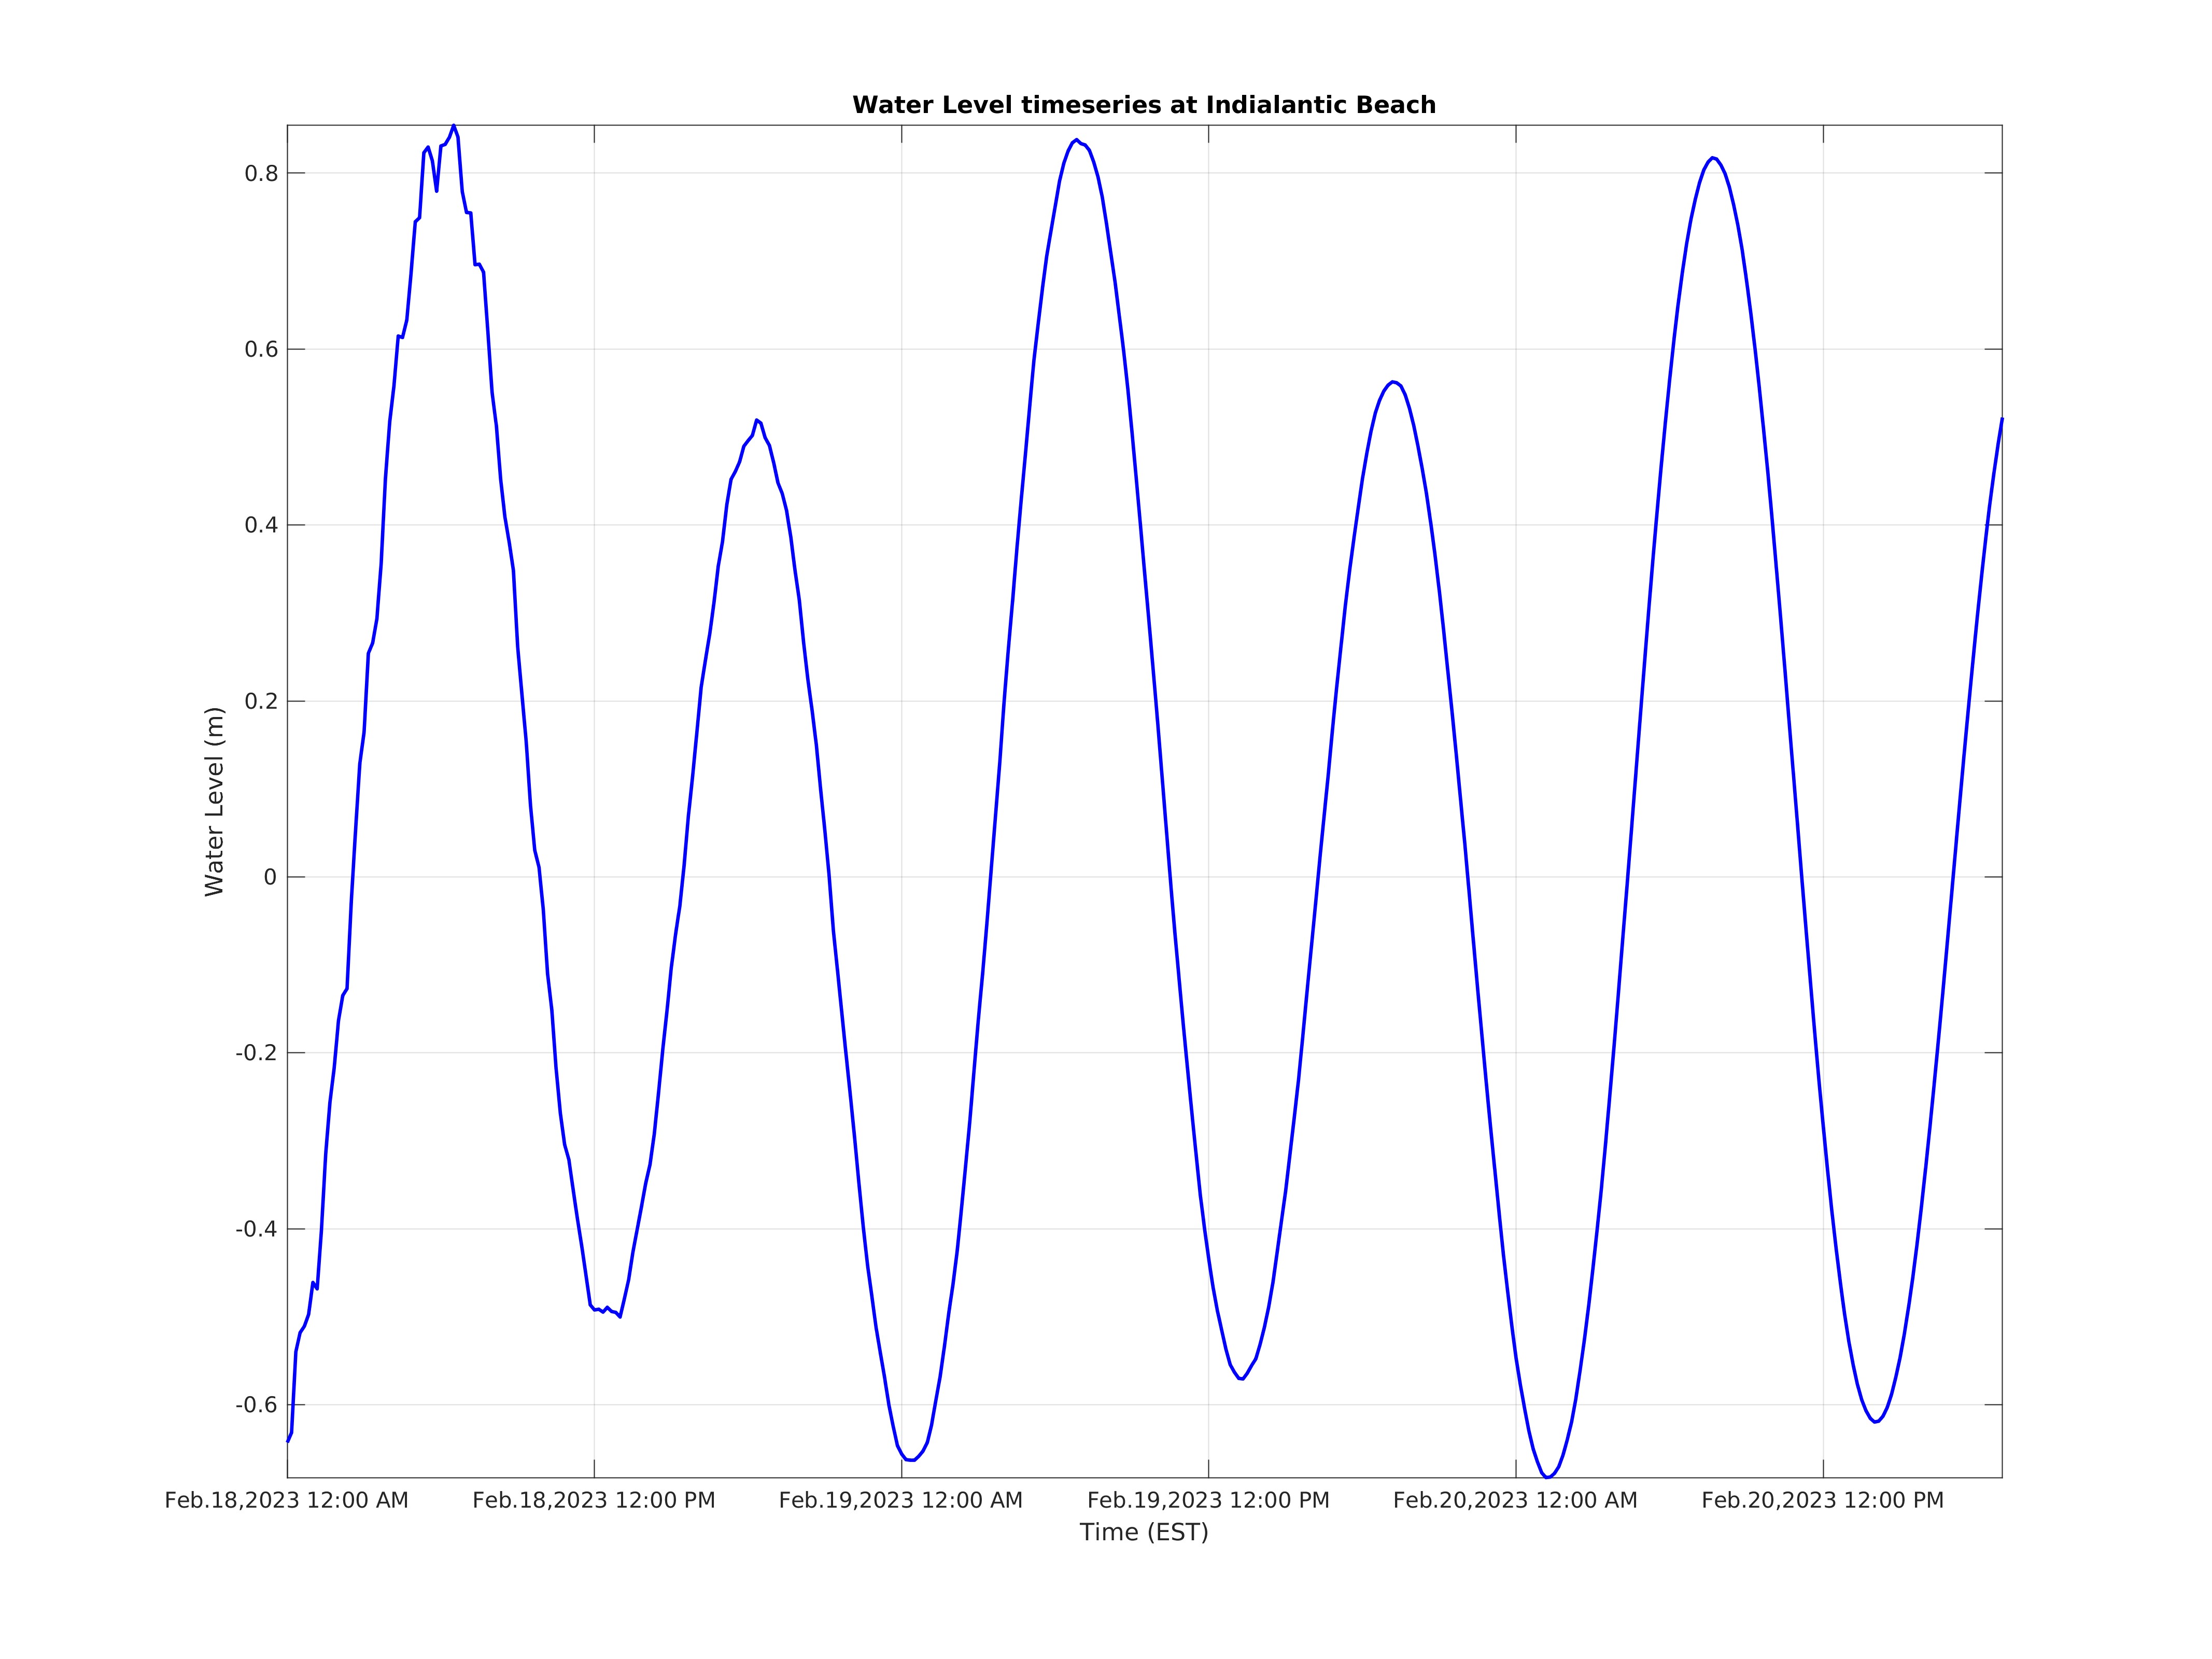 Water Level timeseries at Indialantic Beach
0.8
0.6
0.4
0.2
0
-0.2
-0.4
-0.6
Water Level (m)
Feb.18,2023 12:00 AM
Feb.18,2023 12:00 PM
Feb.19,2023 12:00 AM
Feb.19,2023 12:00 PM
Feb.20,2023 12:00 AM
Feb.20,2023 12:00 PM
Time (EST)